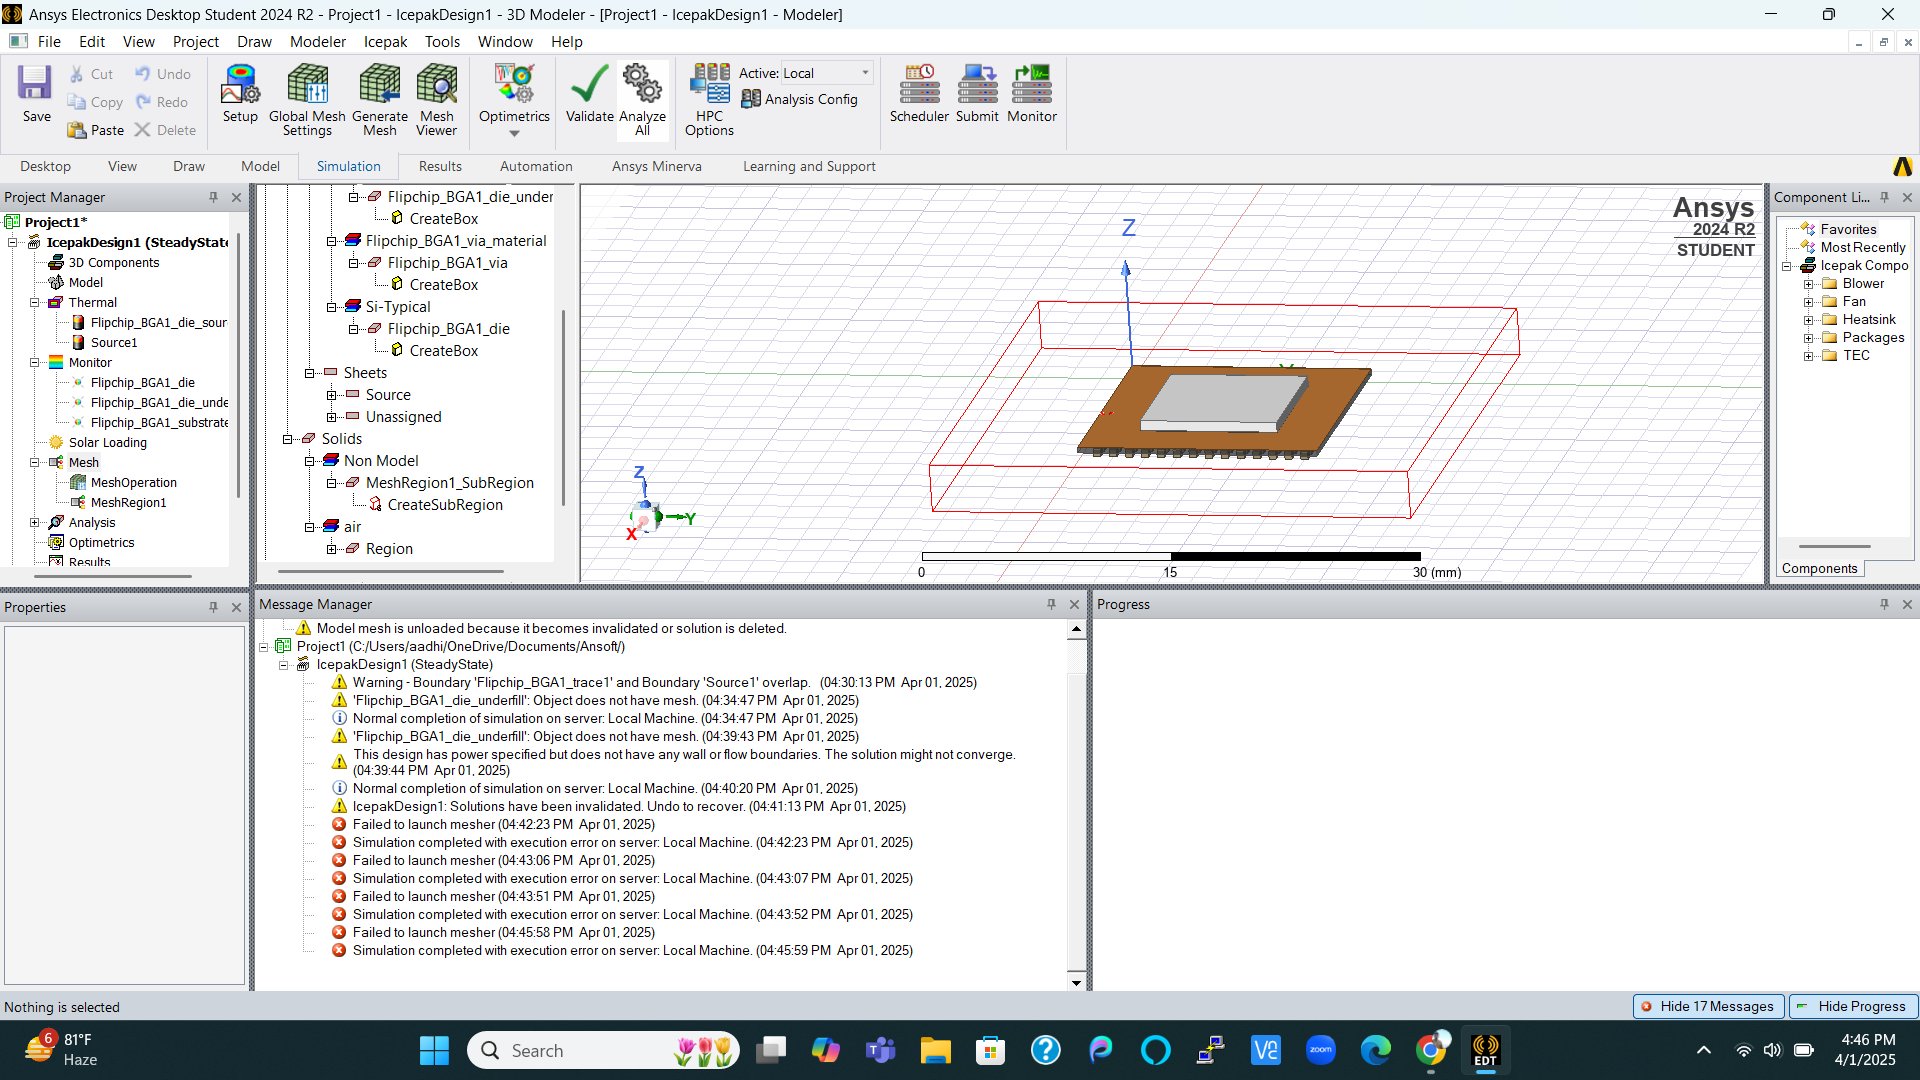 Ansys Electronics Desktop Student 2024 R2 - Project1 - IcepakDesign1 - 3D Modeler - [Project1 - IcepakDesign1 - Modeler]
File Edit View Project Draw Modeler Icepak Tools Window Help
Save
Cut
Copy
Paste
Undo
Redo
Delete
Setup
Global Mesh Settings
Generate Mesh
Mesh Viewer
Optimetrics
Validate
Analyze All
HPC Options
Active: Local
Analysis Config
Scheduler
Submit
Monitor
Desktop View Draw Model Simulation Results Automation Ansys Minerva Learning and Support
Project Manager
Project1*
IcepakDesign1 (SteadyState
3D Components
Model
Thermal
Flipchip_BGA1_die_sour
Source1
Monitor
Flipchip_BGA1_die
Flipchip_BGA1_die_unde
Flipchip_BGA1_substrate
Solar Loading
Mesh
MeshOperation
MeshRegion1
Analysis
Optimetrics
Results
Flipchip_BGA1_die_under
CreateBox
Flipchip_BGA1_via_material
Flipchip_BGA1_via
CreateBox
Si-Typical
Flipchip_BGA1_die
CreateBox
Sheets
Source
Unassigned
Solids
Non Model
MeshRegion1_SubRegion
CreateSubRegion
air
Region
Z
Ansys
2024 R2
STUDENT
Z
Y
X
0 15 30 (mm)
Component Li...
Favorites
Most Recently
Icepak Compo
Blower
Fan
Heatsink
Packages
TEC
Components
Properties
Message Manager
Model mesh is unloaded because it becomes invalidated or solution is deleted.
Project1 (C:/Users/aadhi/OneDrive/Documents/Ansoft/)
IcepakDesign1 (SteadyState)
Warning - Boundary 'Flipchip_BGA1_trace1' and Boundary 'Source1' overlap. (04:30:13 PM Apr 01, 2025)
'Flipchip_BGA1_die_underfill': Object does not have mesh. (04:34:47 PM Apr 01, 2025)
Normal completion of simulation on server: Local Machine. (04:34:47 PM Apr 01, 2025)
'Flipchip_BGA1_die_underfill': Object does not have mesh. (04:39:43 PM Apr 01, 2025)
This design has power specified but does not have any wall or flow boundaries. The solution might not converge.
(04:39:44 PM Apr 01, 2025)
Normal completion of simulation on server: Local Machine. (04:40:20 PM Apr 01, 2025)
IcepakDesign1: Solutions have been invalidated. Undo to recover. (04:41:13 PM Apr 01, 2025)
Failed to launch mesher (04:42:23 PM Apr 01, 2025)
Simulation completed with execution error on server: Local Machine. (04:42:23 PM Apr 01, 2025)
Failed to launch mesher (04:43:06 PM Apr 01, 2025)
Simulation completed with execution error on server: Local Machine. (04:43:07 PM Apr 01, 2025)
Failed to launch mesher (04:43:51 PM Apr 01, 2025)
Simulation completed with execution error on server: Local Machine. (04:43:52 PM Apr 01, 2025)
Failed to launch mesher (04:45:58 PM Apr 01, 2025)
Simulation completed with execution error on server: Local Machine. (04:45:59 PM Apr 01, 2025)
Progress
Nothing is selected
Hide 17 Messages
Hide Progress
6
81°F
Haze
Search
zoom
EDT
4:46 PM
4/1/2025